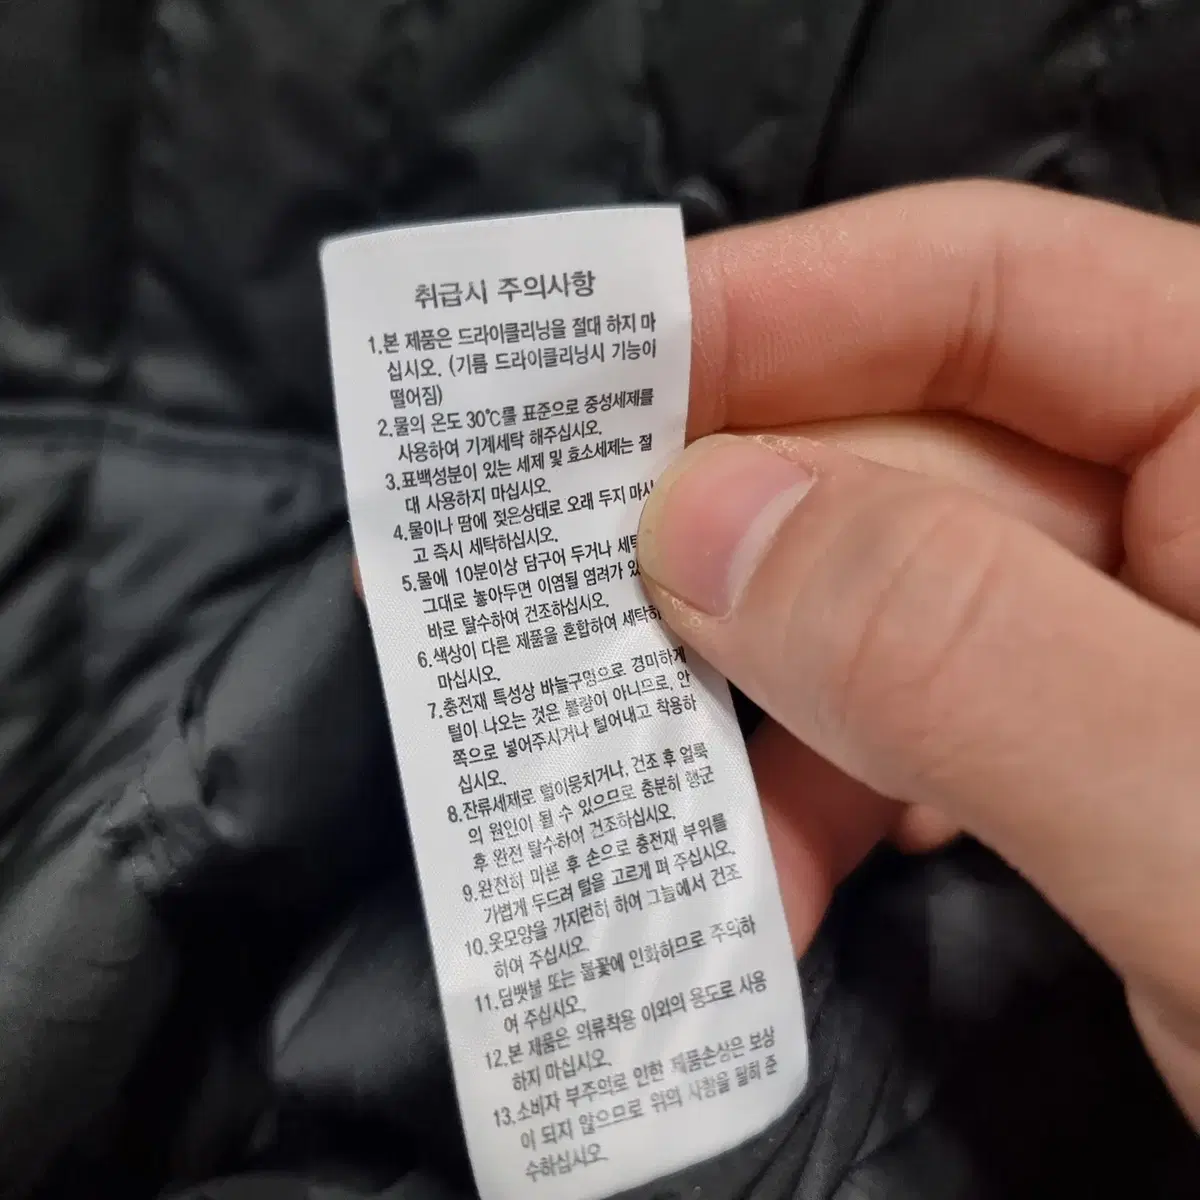 취급시 주의사항
1.본 제품은 드라이클리닝을 절대 하지 마
십시오. (기름 드라이클리닝시 기능이
떨어짐)
2.물의 온도 30℃를 표준으로 중성세제를
사용하여 기계세탁 해주십시오.
3.표백성분이 있는 세제 및 효소세제는 절
대 사용하지 마십시오.
4.물이나 땀에 젖은상태로 오래 두지 마시
고 즉시 세탁하십시오.
5.물에 10분이상 담구어 두거나
그대로 놓아두면 이염될 염려가
바로 탈수하여 건조하십시오.
6.색상이 다른 제품을 혼합하여 세탁하
마십시오.
7.충전재 특성상 바늘구멍으로 경미하게
털이 나오는 것은 불량이 아니므로, 안
쪽으로 넣어주시거나 털어내고 착용하
십시오.
8.잔류세제로 털이뭉치거나, 건조 후 얼룩
의 원인이 될 수 있으므로 충분히 행군
후 완전 탈수하여 건조하십시오.
9.완전히 마른 후 손으로 충전재 부위를
가볍게 두드려 털을 고르게 펴 주십시오.
10.옷모양을 가지런히 하여 그늘에서 건조
하여 주십시오.
11.담뱃불 또는 불꽃에 인화하므로 주의하
여 주십시오.
12.본 제품은 의류착용 이외의 용도로 사용
하지 마십시오.
13.소비자 부주의로 인한 제품손상은 보상
이 되지 않으므로 위의 사항을 필히 준
수하십시오